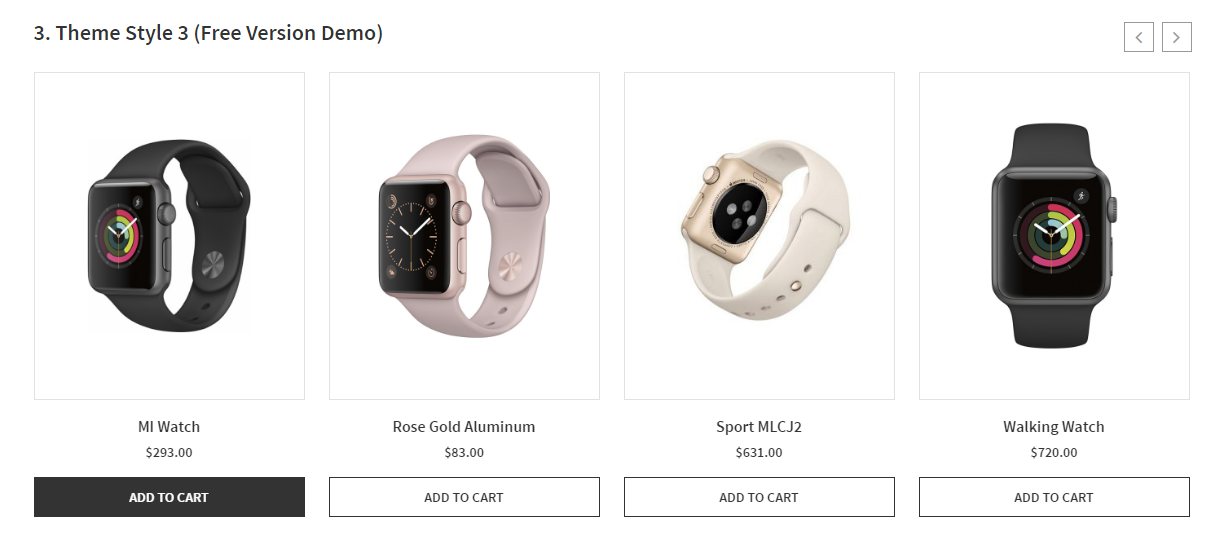 3. Theme Style 3 (Free Version Demo)
MI Watch
$293.00
ADD TO CART
Rose Gold Aluminum
$83.00
ADD TO CART
Sport MLCJ2
$631.00
ADD TO CART
Walking Watch
$720.00
ADD TO CART